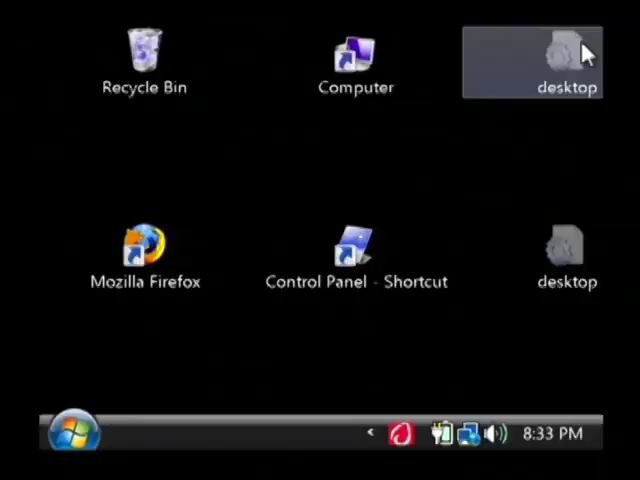 Recycle Bin
Computer
desktop
Mozilla Firefox
Control Panel - Shortcut
desktop
8:33 PM